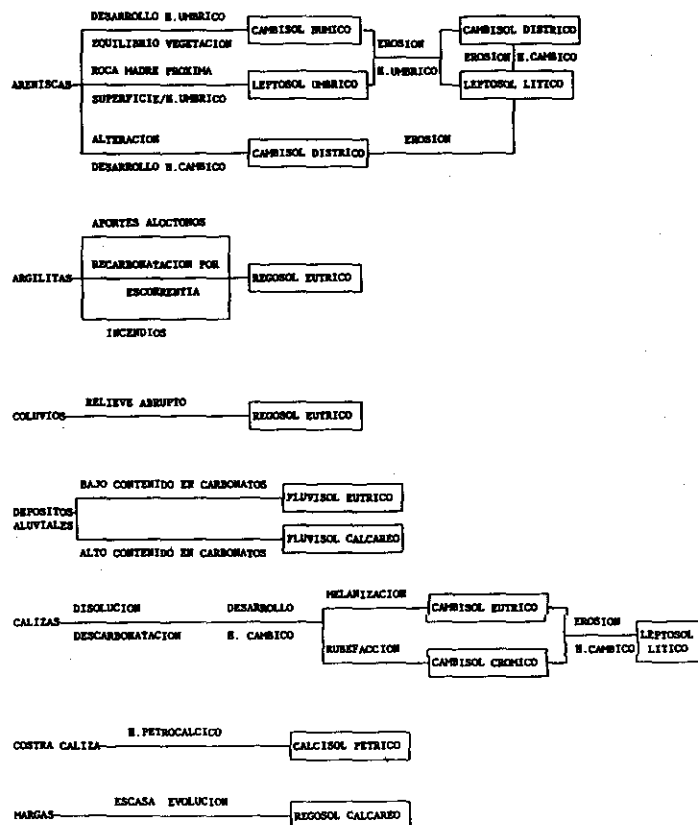 DESARROLLO H.UMBRICO
EQUILIBRIO VEGETACION
CAMBISOL HUMICO
EROSION
H.UMBRICO
CAMBISOL DISTRICO
EROSION H.CAMBICO
LEPTOSOL LITICO
ARENISCAS
ROCA MADRE PROXIMA
SUPERFICIE/H.UMBRICO
LEPTOSOL UMBRICO
ALTERACION
DESARROLLO H.CAMBICO
CAMBISOL DISTRICO
EROSION
APORTES ALOCTONOS
ARGILITAS
RECARBONATACION POR
ESCORRENTIA
REGOSOL EUTRICO
INCENDIOS
COLUVIOS
RELIEVE ABRUPTO
REGOSOL EUTRICO
DEPOSITOS
ALUVIALES
BAJO CONTENIDO EN CARBONATOS
FLUVISOL EUTRICO
ALTO CONTENIDO EN CARBONATOS
FLUVISOL CALCAREO
CALIZAS
DISOLUCION
DESCARBONATACION
DESARROLLO
H. CAMBICO
MELANIZACION
CAMBISOL EUTRICO
RUBEFACCION
CAMBISOL CROMICO
EROSION
H.CAMBICO
LEPTOSOL
LITICO
COSTRA CALIZA
H.PETROCALCICO
CALCISOL PETRICO
MARGAS
ESCASA EVOLUCION
REGOSOL CALCAREO